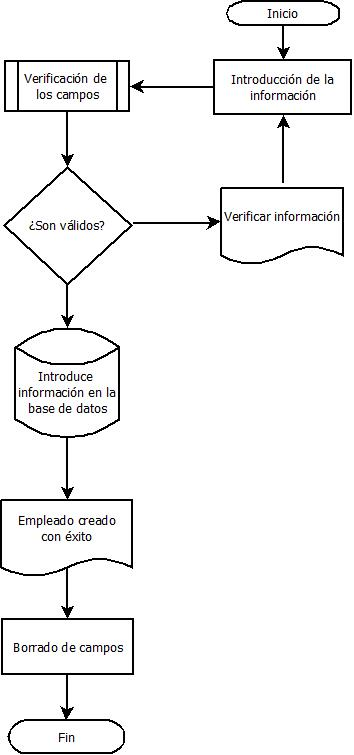 Inicio
Introducción de la
información
Verificación de
los campos
¿Son válidos?
Verificar información
Introduce
información en la
base de datos
Empleado creado
con éxito
Borrado de campos
Fin